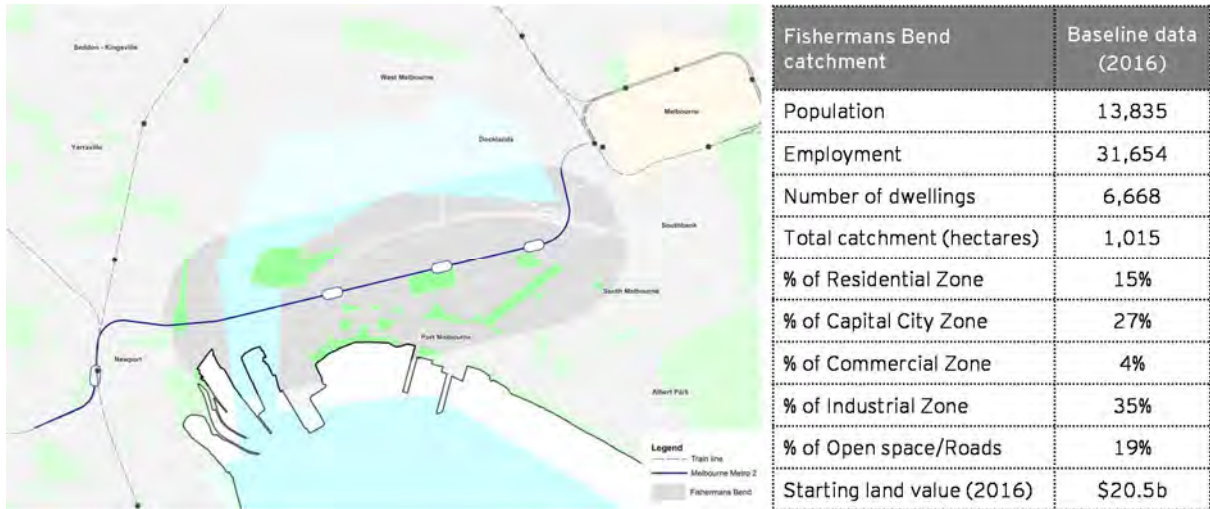 Seddon - Kingsville
West Melbourne
Melbourne
Yarraville
Docklands
Southbank
South Melbourne
Port Melbourne
Newport
Albert Park
Legend
Train line
Melbourne Metro 2
Fishermans Bend
Fishermans Bend catchment
Baseline data (2016)
Population 13,835
Employment 31,654
Number of dwellings 6,668
Total catchment (hectares) 1,015
% of Residential Zone 15%
% of Capital City Zone 27%
% of Commercial Zone 4%
% of Industrial Zone 35%
% of Open space/Roads 19%
Starting land value (2016) $20.5b